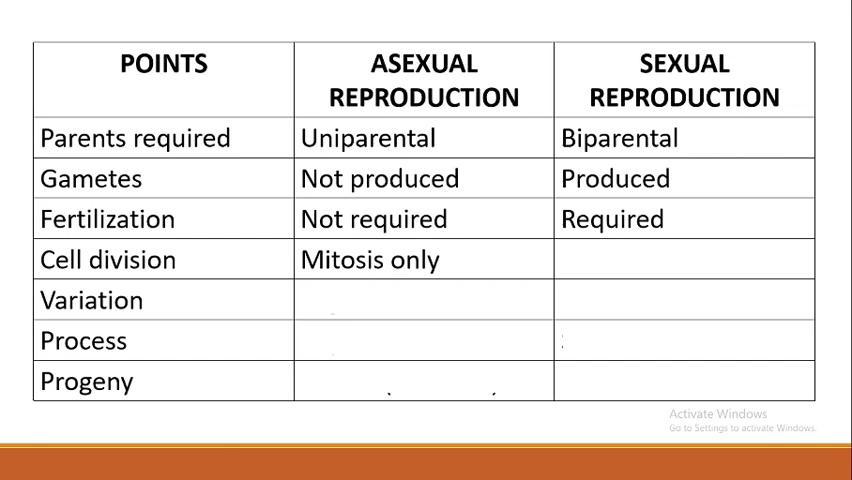 POINTS ASEXUAL REPRODUCTION SEXUAL REPRODUCTION
Parents required Uniparental Biparental
Gametes Not produced Produced
Fertilization Not required Required
Cell division Mitosis only
Variation
Process
Progeny
Activate Windows
Go to Settings to activate Windows.